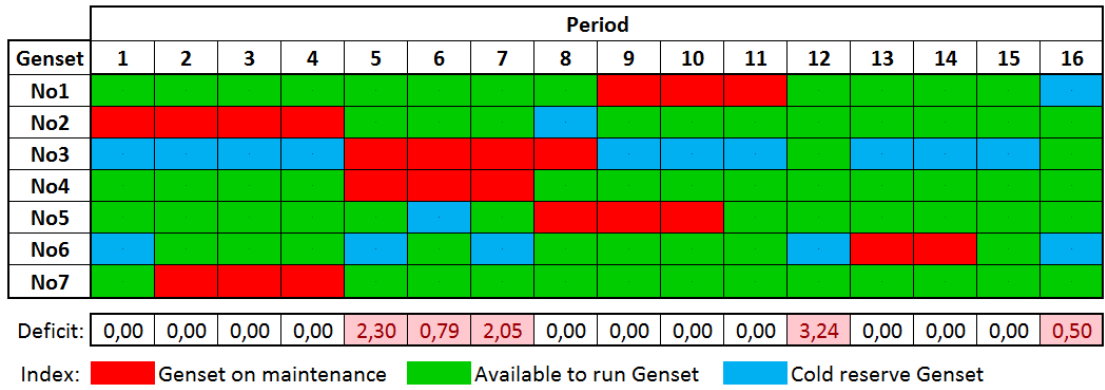 Period
Genset 1 2 3 4 5 6 7 8 9 10 11 12 13 14 15 16
No1
No2
No3
No4
No5
No6
No7
Deficit: 0,00 0,00 0,00 0,00 2,30 0,79 2,05 0,00 0,00 0,00 0,00 3,24 0,00 0,00 0,00 0,50
Index: Genset on maintenance Available to run Genset Cold reserve Genset